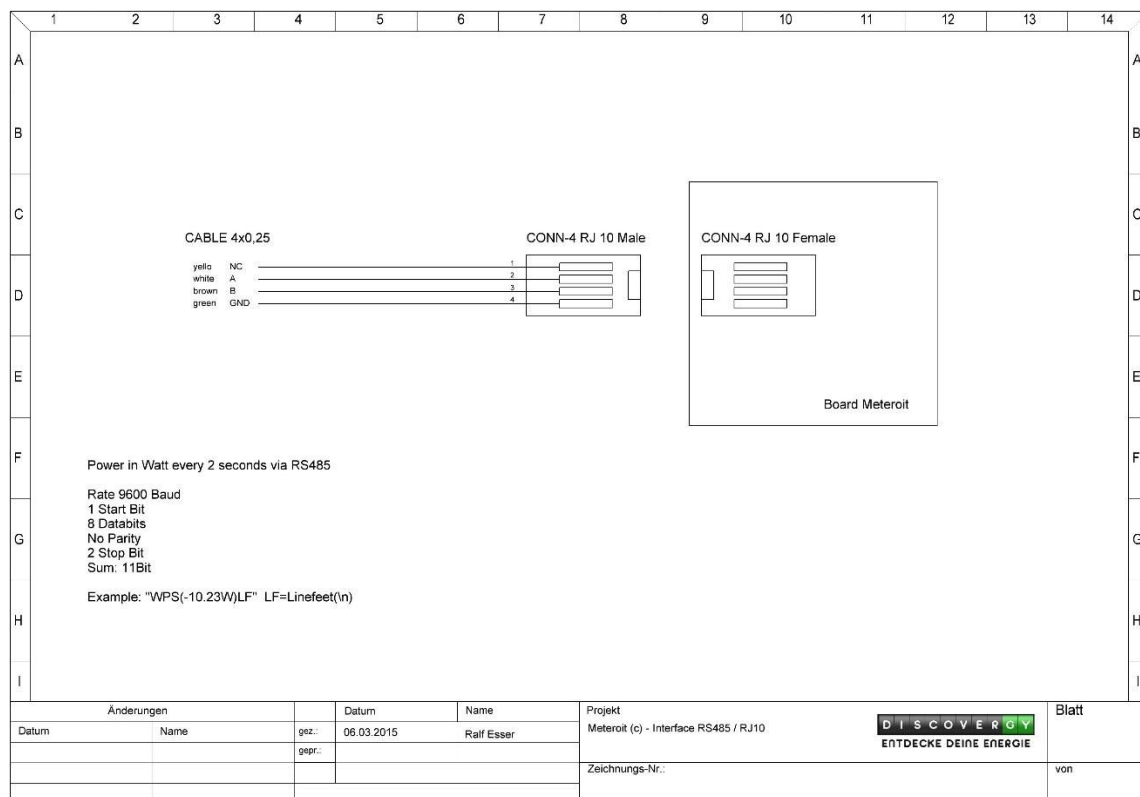 1 2 3 4 5 6 7 8 9 10 11 12 13 14
A A
B B
C C
CABLE 4x0,25 CONN-4 RJ 10 Male CONN-4 RJ 10 Female
yello NC 1
white A 2
D D
brown B 3
green GND 4
E E
Board Meteroit
F F
Power in Watt every 2 seconds via RS485
Rate 9600 Baud
1 Start Bit
8 Databits
G G
No Parity
2 Stop Bit
Sum: 11Bit
Example: "WPS(-10.23W)LF" LF=Linefeet(\n)
H H
I I
Änderungen Datum Name Projekt Blatt
Datum Name gez.: 06.03.2015 Ralf Esser Meteroit (c) - Interface RS485 / RJ10 DISCOVERGY
gepr.: ENTDECKE DEINE ENERGIE
Zeichnungs-Nr.: von